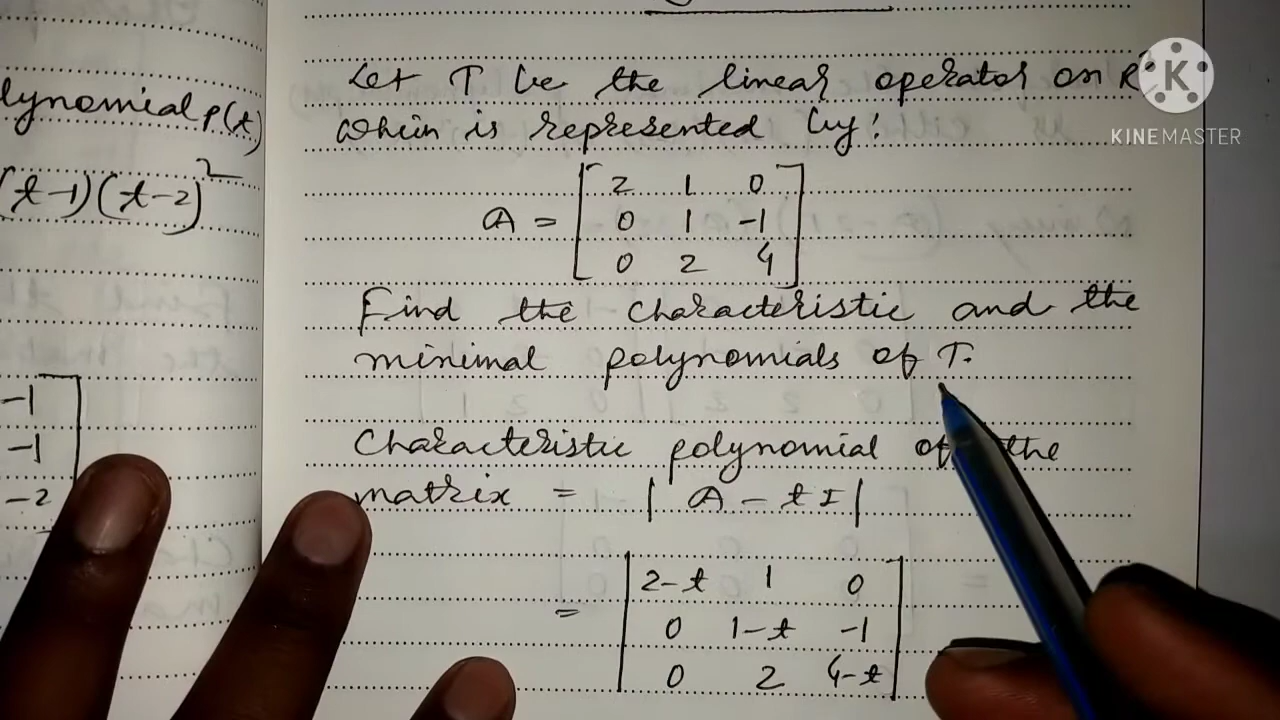 lynomial p(t)
(t-1)(t-2)²
-1
-1
-2
Let T be the linear operator on R
which is represented by:
A = [ 2 1 0
0 1 -1
0 2 4 ]
Find the characteristic and the
minimal polynomials of T.
Characteristic polynomial of the
matrix = | A - tI |
= | 2-t 1 0
0 1-t -1
0 2 4-t |
K
KINEMASTER